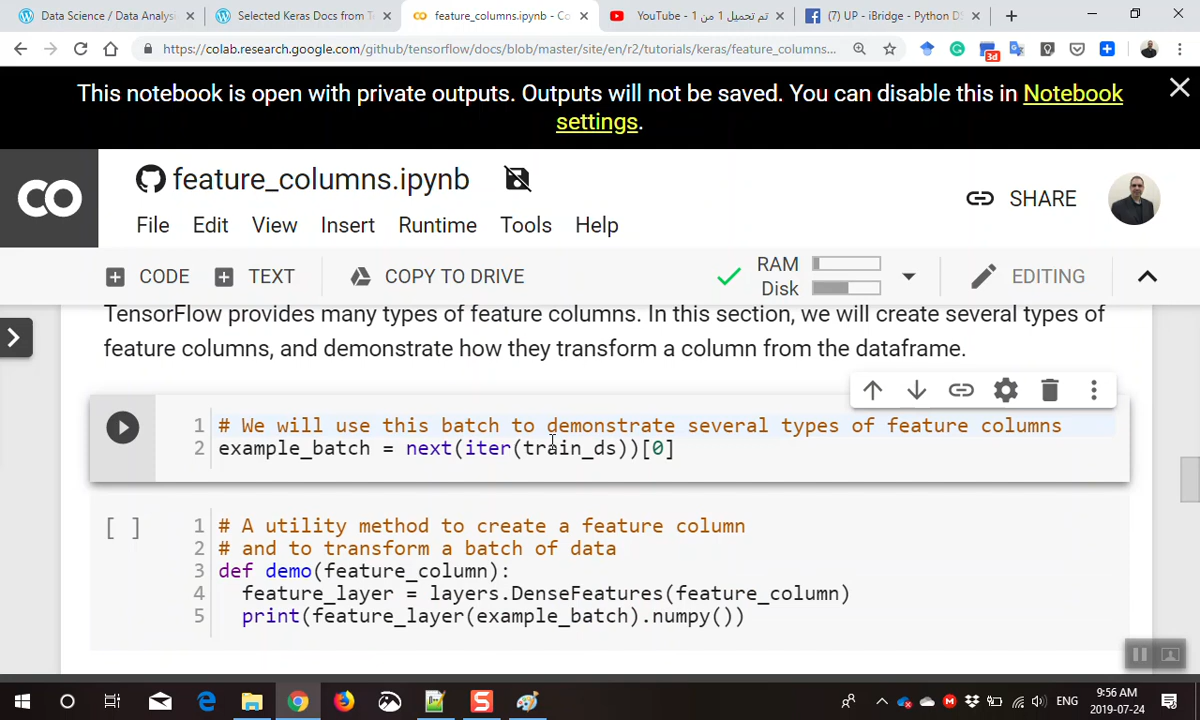 Data Science / Data Analys
Selected Keras Docs from T
feature_columns.ipynb - Co
YouTube - تم تحميل 1 من 1
(7) UP - iBridge - Python D
https://colab.research.google.com/github/tensorflow/docs/blob/master/site/en/r2/tutorials/keras/feature_columns...
3d
This notebook is open with private outputs. Outputs will not be saved. You can disable this in Notebook
settings.
feature_columns.ipynb
SHARE
File Edit View Insert Runtime Tools Help
CODE TEXT COPY TO DRIVE
RAM
Disk
EDITING
TensorFlow provides many types of feature columns. In this section, we will create several types of
feature columns, and demonstrate how they transform a column from the dataframe.
1 # We will use this batch to demonstrate several types of feature columns
2 example_batch = next(iter(train_ds))[0]
[ ] 1 # A utility method to create a feature column
2 # and to transform a batch of data
3 def demo(feature_column):
4 feature_layer = layers.DenseFeatures(feature_column)
5 print(feature_layer(example_batch).numpy())
ENG
9:56 AM
2019-07-24